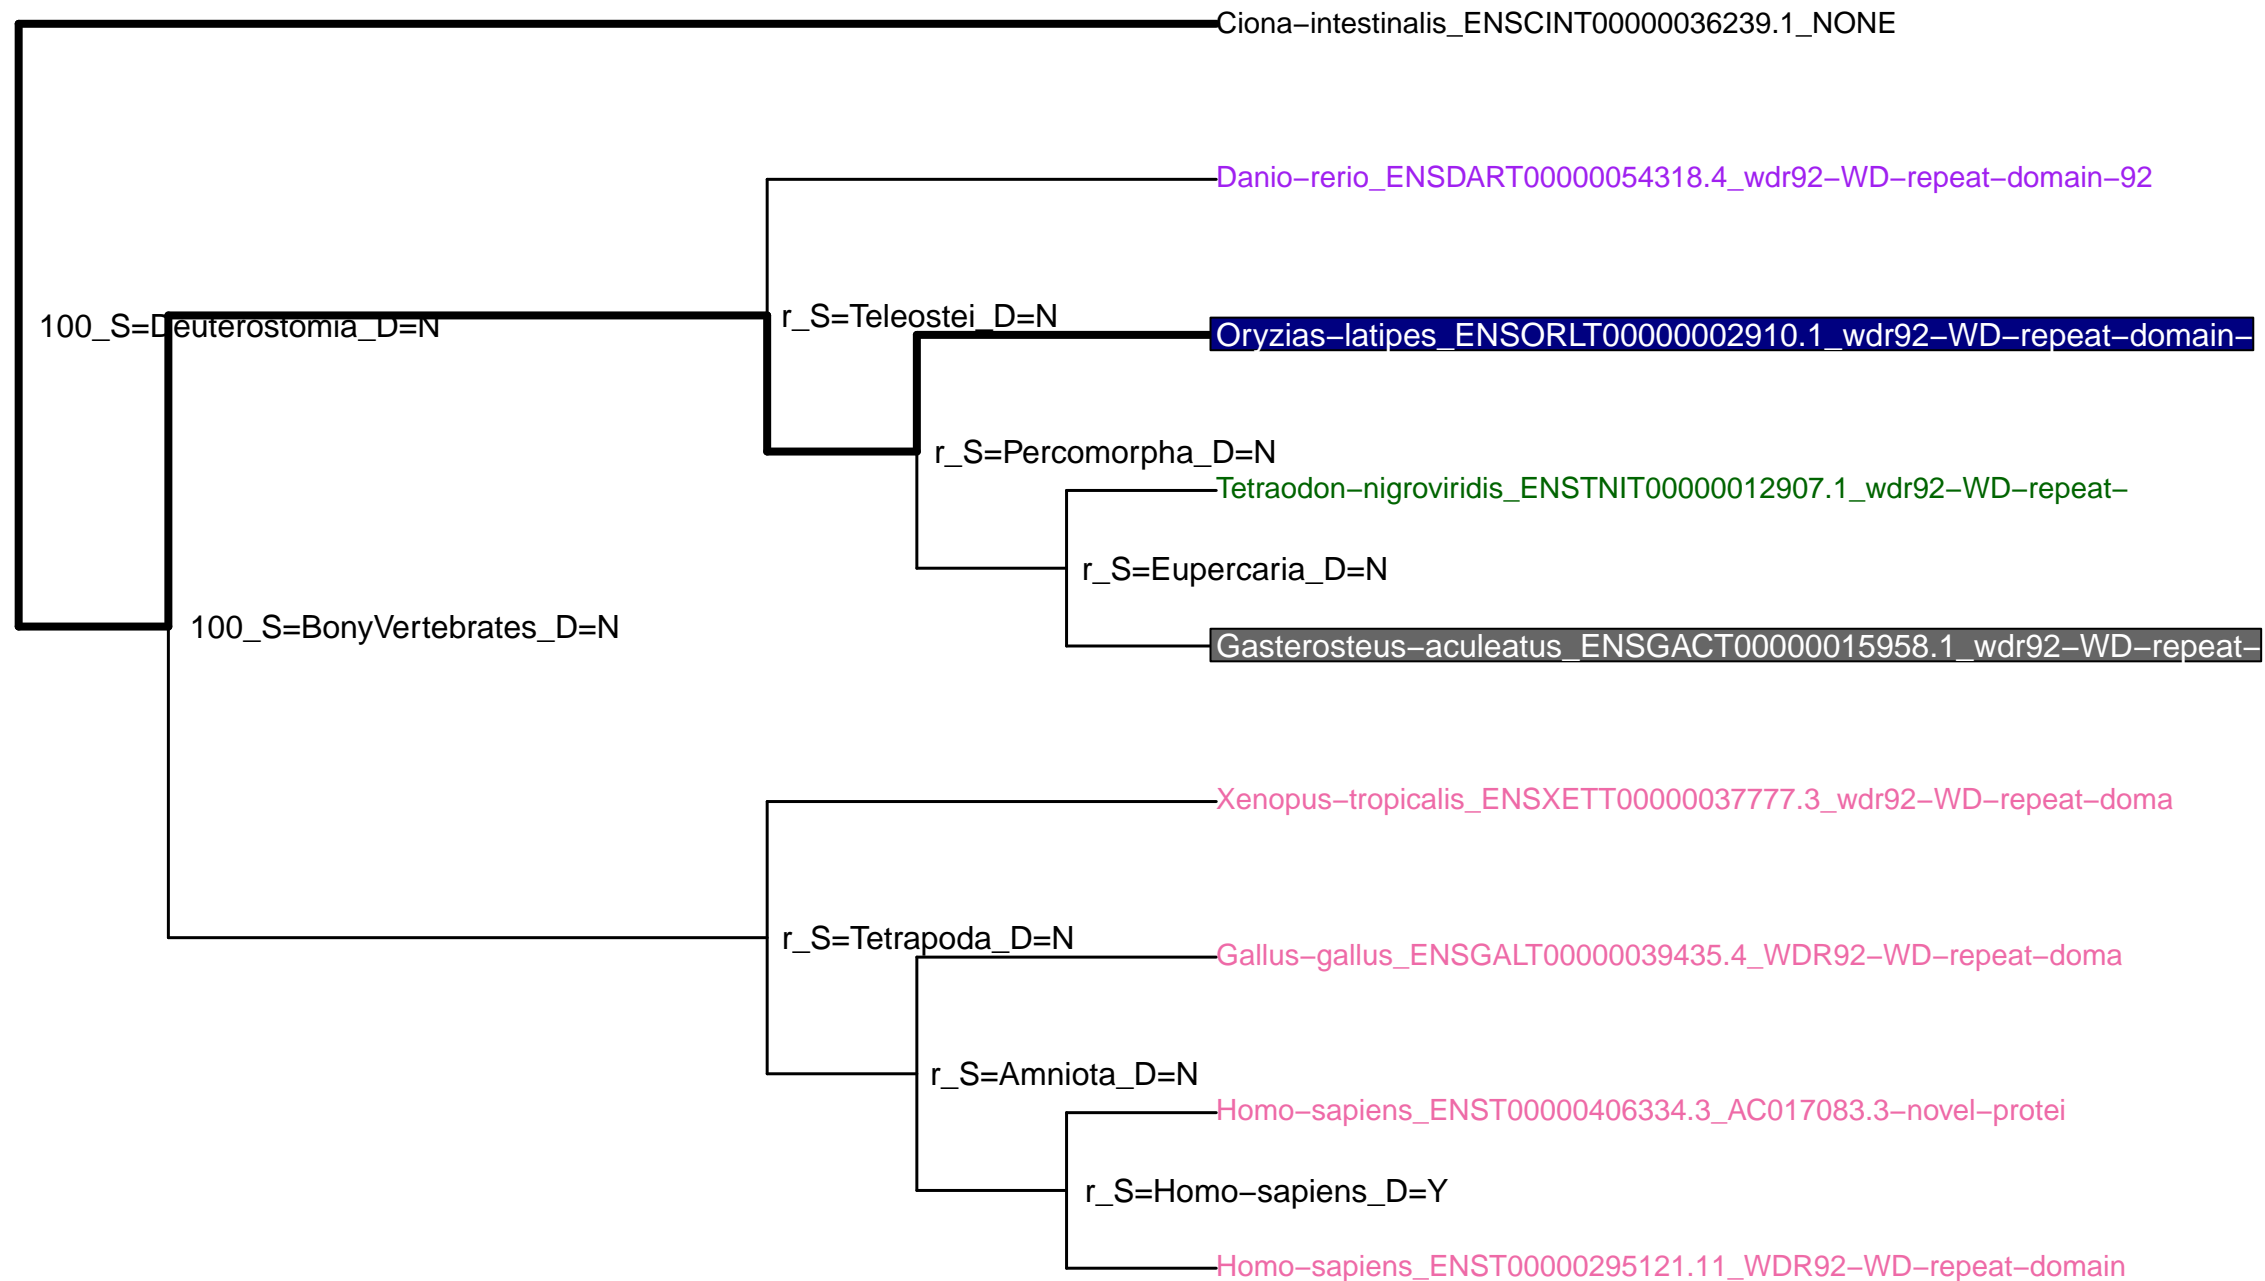 Ciona−intestinalis_ENSCINT00000036239.1_NONE
Danio−rerio_ENSDART00000054318.4_wdr92−WD−repeat−domain−92
r_S=Teleostei_D=N
100_S=Deuterostomia_D=N
Oryzias−latipes_ENSORLT00000002910.1_wdr92−WD−repeat−domain−
r_S=Percomorpha_D=N
Tetraodon−nigroviridis_ENSTNIT00000012907.1_wdr92−WD−repeat−
r_S=Eupercaria_D=N
100_S=BonyVertebrates_D=N
Gasterosteus−aculeatus_ENSGACT00000015958.1_wdr92−WD−repeat−
Xenopus−tropicalis_ENSXETT00000037777.3_wdr92−WD−repeat−doma
r_S=Tetrapoda_D=N
Gallus−gallus_ENSGALT00000039435.4_WDR92−WD−repeat−doma
r_S=Amniota_D=N
Homo−sapiens_ENST00000406334.3_AC017083.3−novel−protei
r_S=Homo−sapiens_D=Y
Homo−sapiens_ENST00000295121.11_WDR92−WD−repeat−domain